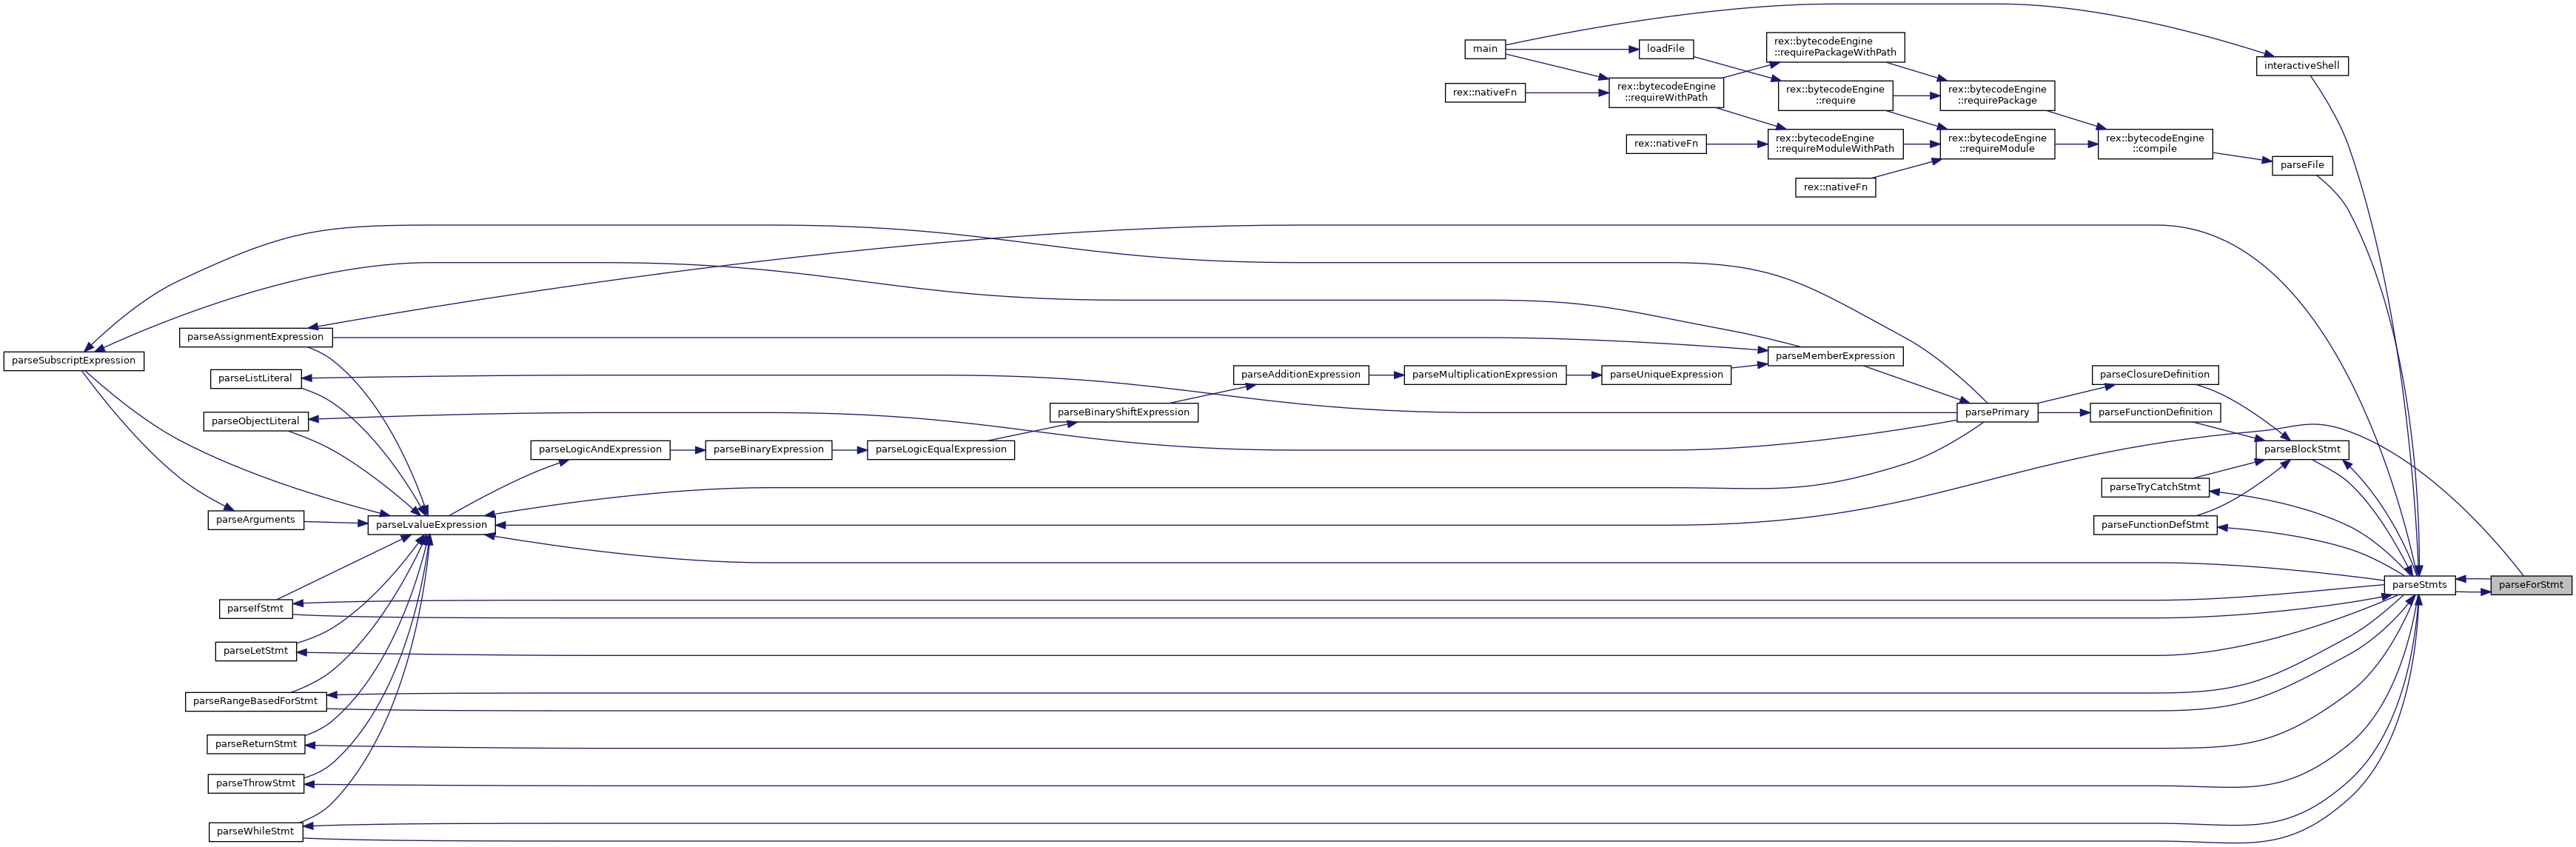 main
loadFile
rex::bytecodeEngine
::requirePackageWithPath
interactiveShell
rex::nativeFn
rex::bytecodeEngine
::requireWithPath
rex::bytecodeEngine
::require
rex::bytecodeEngine
::requirePackage
rex::nativeFn
rex::bytecodeEngine
::requireModuleWithPath
rex::bytecodeEngine
::requireModule
rex::bytecodeEngine
::compile
parseFile
rex::nativeFn
parseAssignmentExpression
parseSubscriptExpression
parseMemberExpression
parseListLiteral
parseAdditionExpression
parseMultiplicationExpression
parseUniqueExpression
parseClosureDefinition
parseObjectLiteral
parseBinaryShiftExpression
parsePrimary
parseFunctionDefinition
parseLogicAndExpression
parseBinaryExpression
parseLogicEqualExpression
parseBlockStmt
parseTryCatchStmt
parseArguments
parseLvalueExpression
parseFunctionDefStmt
parseStmts
parseForStmt
parseIfStmt
parseLetStmt
parseRangeBasedForStmt
parseReturnStmt
parseThrowStmt
parseWhileStmt